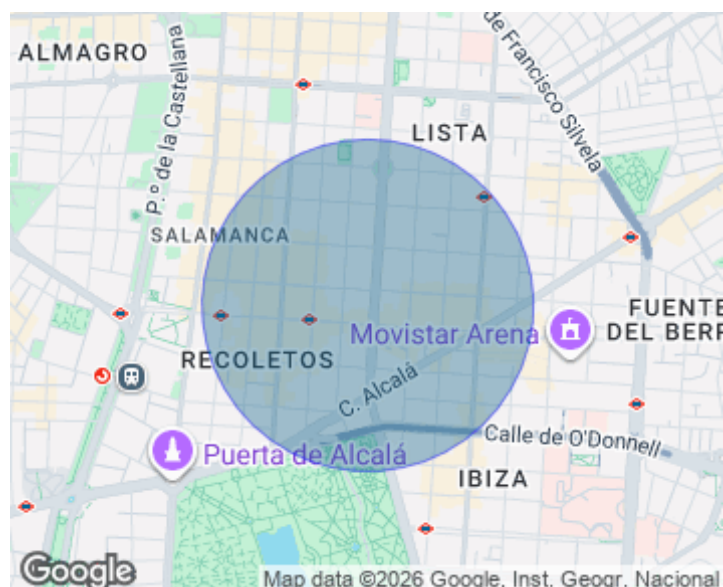 ALMAGRO
de Francisco Silvela
P.º de la Castellana
LISTA
SALAMANCA
FUENTE
DEL BERR
Movistar Arena
RECOLETOS
C. Alcalá
Calle de O'Donnell
Puerta de Alcalá
IBIZA
Google
Map data ©2026 Google, Inst. Geogr. Nacional